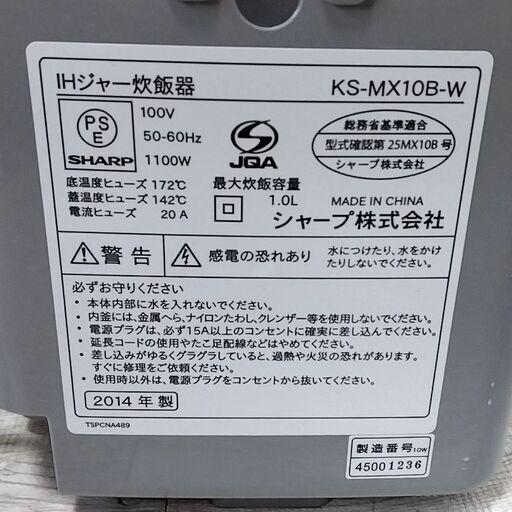 IHジャー炊飯器 KS-MX10B-W
PSE
SHARP
100V
50-60Hz
1100W
JQA
総務省基準適合
型式確認第 25MX10B 号
シャープ株式会社
底温度ヒューズ 172℃
蓋温度ヒューズ 142℃
電流ヒューズ 20 A
最大炊飯容量
1.0L
MADE IN CHINA
シャープ株式会社
警告
感電の恐れあり
水につけたり、水をかけ
たりしないでください。
必ずお守りください
・本体内部に水を入れないでください。
・内釜には、金属へら、ナイロンたわし、クレンザー等を使用しないでください。
・電源プラグは、必ず15A以上のコンセントに確実に差し込んでください。
・延長コードの使用やたこ足配線などはやめてください。
・差し込みがゆるくグラグラしていると、過熱や火災の恐れがあります。
すぐに修理をご依頼ください。
・使用時以外は、電源プラグをコンセントから抜いてください。
2014 年 製
TSPCNA489
製造番号 10W
45001236